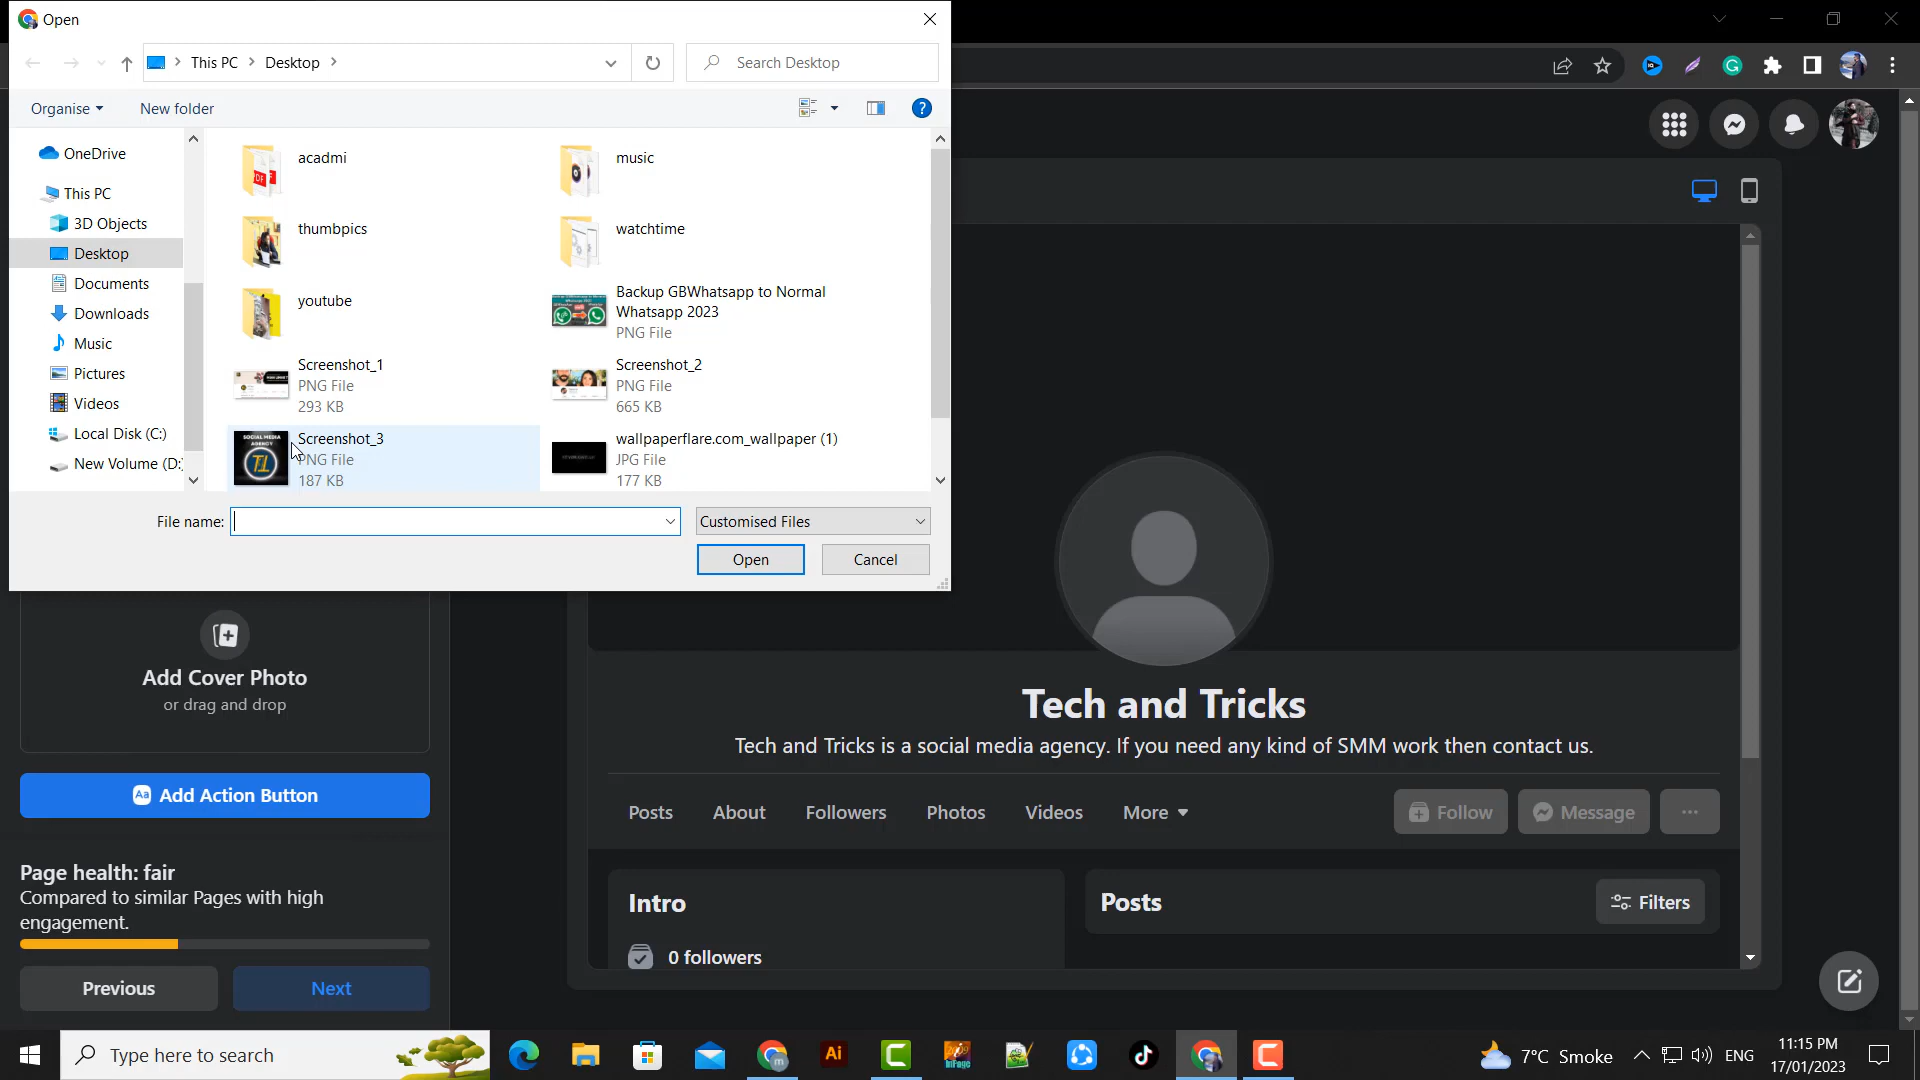 Open
This PC
Desktop
Search Desktop
Organise
New folder
OneDrive
This PC
3D Objects
Desktop
Documents
Downloads
Music
Pictures
Videos
Local Disk (C:)
New Volume (D:
acadmi
music
thumbpics
watchtime
youtube
Backup GBWhatsapp to Normal
Whatsapp 2023
PNG File
Screenshot_1
PNG File
293 KB
Screenshot_2
PNG File
665 KB
SOCIAL MEDIA
AGENCY
Screenshot_3
PNG File
187 KB
wallpaperflare.com_wallpaper (1)
JPG File
177 KB
File name:
Customised Files
Open
Cancel
Add Cover Photo
or drag and drop
Aa Add Action Button
Page health: fair
Compared to similar Pages with high
engagement.
Previous
Next
Tech and Tricks
Tech and Tricks is a social media agency. If you need any kind of SMM work then contact us.
Posts
About
Followers
Photos
Videos
More
Follow
Message
Intro
0 followers
Posts
Filters
Type here to search
Ai
InPage
7°C Smoke
ENG
11:15 PM
17/01/2023